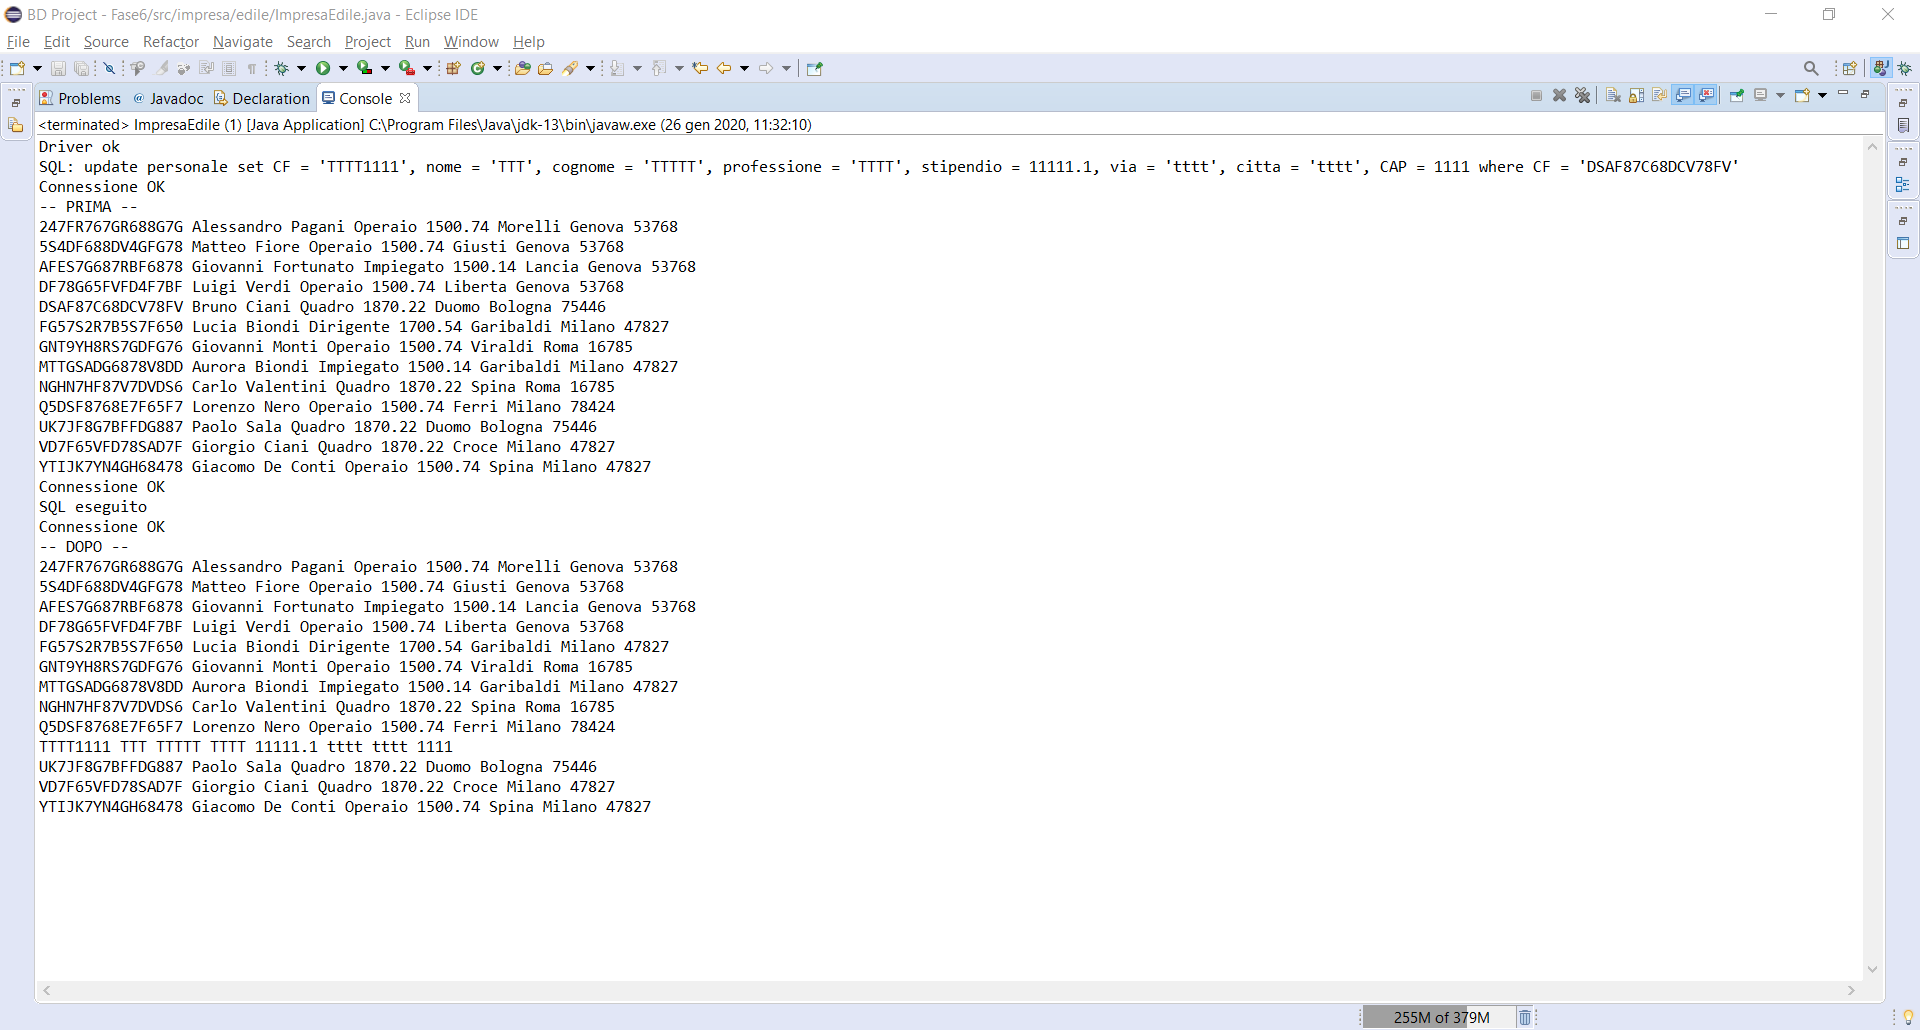 BD Project - Fase6/src/impresa/edile/ImpresaEdile.java - Eclipse IDE
File Edit Source Refactor Navigate Search Project Run Window Help
Problems @ Javadoc Declaration Console
<terminated> ImpresaEdile (1) [Java Application] C:\Program Files\Java\jdk-13\bin\javaw.exe (26 gen 2020, 11:32:10)
Driver ok
SQL: update personale set CF = 'TTTT1111', nome = 'TTT', cognome = 'TTTTT', professione = 'TTTT', stipendio = 11111.1, via = 'tttt', citta = 'tttt', CAP = 1111 where CF = 'DSAF87C68DCV78FV'
Connessione OK
-- PRIMA --
247FR767GR688G7G Alessandro Pagani Operaio 1500.74 Morelli Genova 53768
5S4DF688DV4GFG78 Matteo Fiore Operaio 1500.74 Giusti Genova 53768
AFES7G687RBF6878 Giovanni Fortunato Impiegato 1500.14 Lancia Genova 53768
DF78G65FVFD4F7BF Luigi Verdi Operaio 1500.74 Liberta Genova 53768
DSAF87C68DCV78FV Bruno Ciani Quadro 1870.22 Duomo Bologna 75446
FG57S2R7B5S7F650 Lucia Biondi Dirigente 1700.54 Garibaldi Milano 47827
GNT9YH8RS7GDFG76 Giovanni Monti Operaio 1500.74 Viraldi Roma 16785
MTTGSADG6878V8DD Aurora Biondi Impiegato 1500.14 Garibaldi Milano 47827
NGHN7HF87V7DVDS6 Carlo Valentini Quadro 1870.22 Spina Roma 16785
Q5DSF8768E7F65F7 Lorenzo Nero Operaio 1500.74 Ferri Milano 78424
UK7JF8G7BFFDG887 Paolo Sala Quadro 1870.22 Duomo Bologna 75446
VD7F65VFD78SAD7F Giorgio Ciani Quadro 1870.22 Croce Milano 47827
YTIJK7YN4GH68478 Giacomo De Conti Operaio 1500.74 Spina Milano 47827
Connessione OK
SQL eseguito
Connessione OK
-- DOPO --
247FR767GR688G7G Alessandro Pagani Operaio 1500.74 Morelli Genova 53768
5S4DF688DV4GFG78 Matteo Fiore Operaio 1500.74 Giusti Genova 53768
AFES7G687RBF6878 Giovanni Fortunato Impiegato 1500.14 Lancia Genova 53768
DF78G65FVFD4F7BF Luigi Verdi Operaio 1500.74 Liberta Genova 53768
FG57S2R7B5S7F650 Lucia Biondi Dirigente 1700.54 Garibaldi Milano 47827
GNT9YH8RS7GDFG76 Giovanni Monti Operaio 1500.74 Viraldi Roma 16785
MTTGSADG6878V8DD Aurora Biondi Impiegato 1500.14 Garibaldi Milano 47827
NGHN7HF87V7DVDS6 Carlo Valentini Quadro 1870.22 Spina Roma 16785
Q5DSF8768E7F65F7 Lorenzo Nero Operaio 1500.74 Ferri Milano 78424
TTTT1111 TTT TTTTT TTTT 11111.1 tttt tttt 1111
UK7JF8G7BFFDG887 Paolo Sala Quadro 1870.22 Duomo Bologna 75446
VD7F65VFD78SAD7F Giorgio Ciani Quadro 1870.22 Croce Milano 47827
YTIJK7YN4GH68478 Giacomo De Conti Operaio 1500.74 Spina Milano 47827
255M of 379M